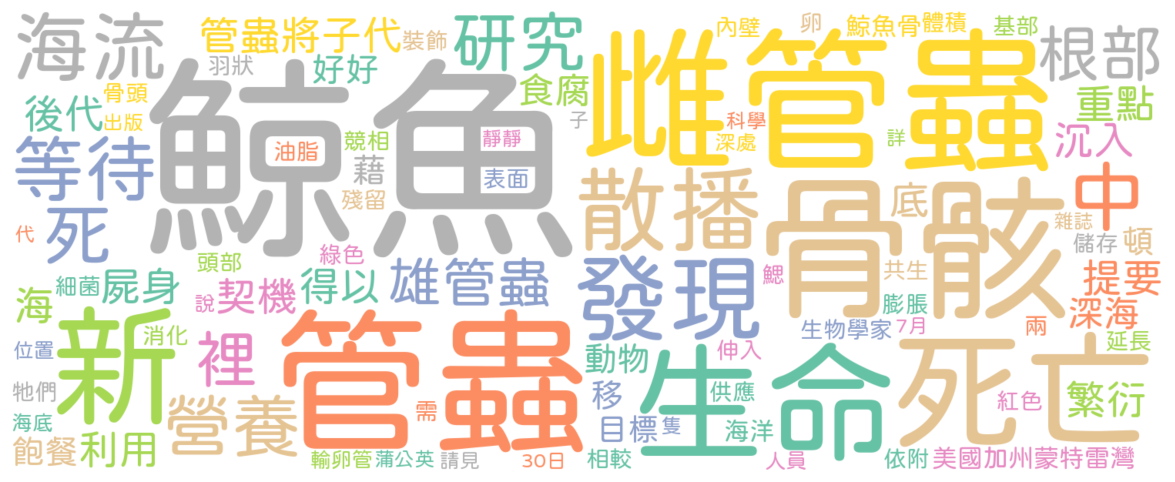 海流
管蟲將子代
裝飾
研究
內壁
卵
鯨魚骨
體積
基部
根部
羽狀
好好
鯨魚
食腐
雌管蟲
重點
骨頭
後代
出版
子
科學
深處
詳
沉入
競相
靜靜
油脂
等待
藉
表面
散播
骨骸
底
中
殘留
死
雜誌
代
綠色
頭部
儲存
頓
雄管蟲
發現
鰓
共生
提要
細菌
屍身
說
契機
得以
海
膨脹
深海
新
消化
生物學家
7月
兩
位置
裡
管蟲
動物
伸入
生命
死亡
延長
牠們
移
供應
紅色
繁衍
海底
營養
需
目標
隻
海洋
飽餐
利用
輸卵管
蒲公英
請見
30日
相較
人員
依附
美國加州蒙特雷灣